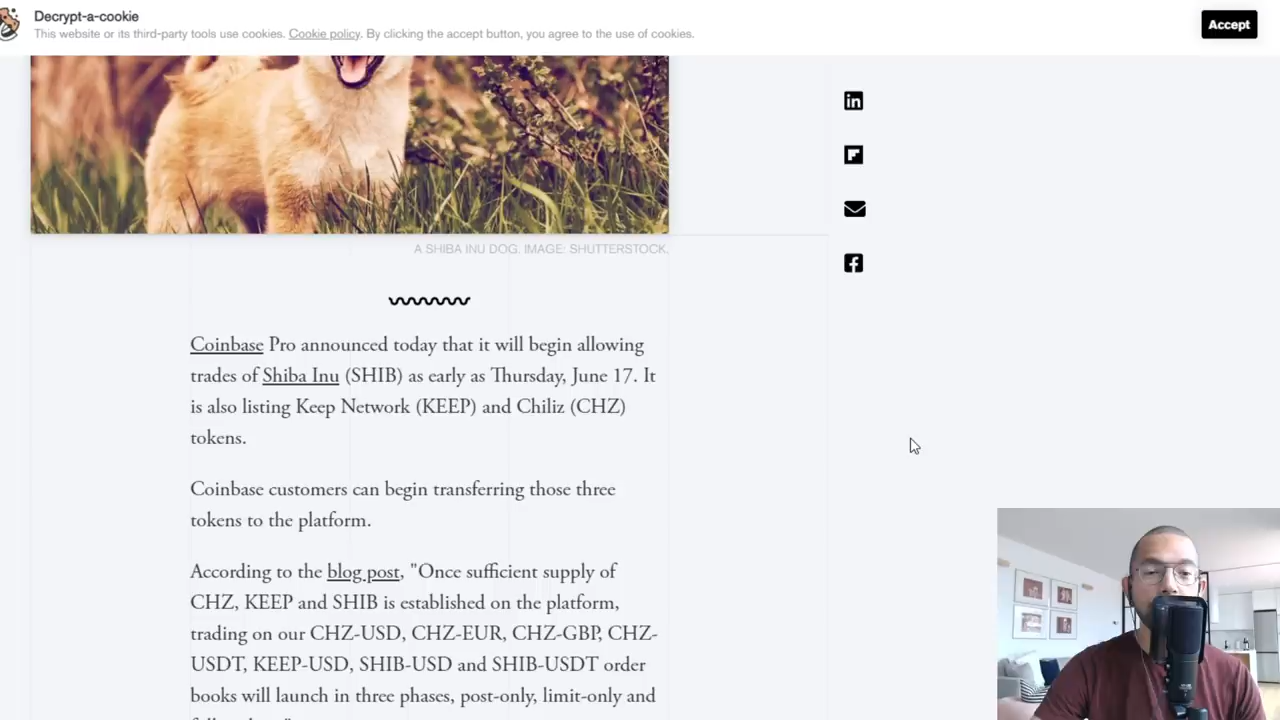 Decrypt-a-cookie
This website or its third-party tools use cookies. Cookie policy. By clicking the accept button, you agree to the use of cookies.
Accept
A SHIBA INU DOG. IMAGE: SHUTTERSTOCK.
Coinbase Pro announced today that it will begin allowing
trades of Shiba Inu (SHIB) as early as Thursday, June 17. It
is also listing Keep Network (KEEP) and Chiliz (CHZ)
tokens.
Coinbase customers can begin transferring those three
tokens to the platform.
According to the blog post, "Once sufficient supply of
CHZ, KEEP and SHIB is established on the platform,
trading on our CHZ-USD, CHZ-EUR, CHZ-GBP, CHZ-
USDT, KEEP-USD, SHIB-USD and SHIB-USDT order
books will launch in three phases, post-only, limit-only and